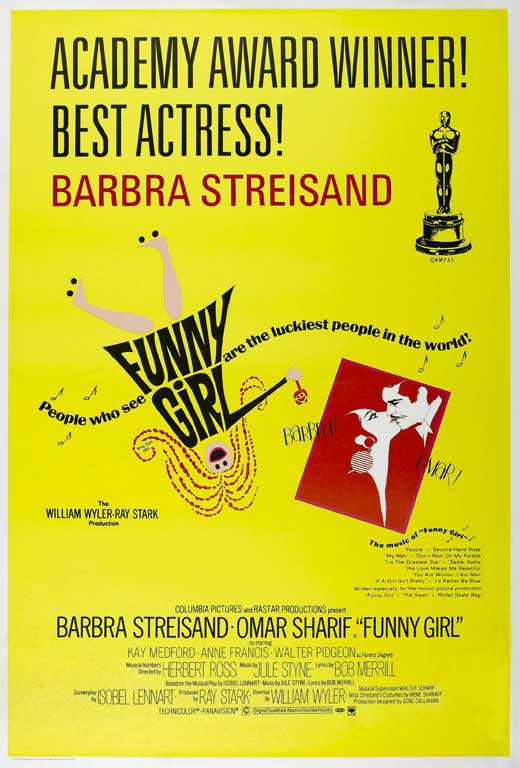 ACADEMY AWARD WINNER!
BEST ACTRESS!
BARBRA STREISAND
©A.M.P.A.S.
People who see FUNNY GIRL are the luckiest people in the world!
BARBRA!
OMAR!
The
WILLIAM WYLER-RAY STARK
Production
The music of "Funny Girl"
"People" • "Second Hand Rose"
"My Man" • "Don't Rain On My Parade"
"I'm The Greatest Star" • "Sadie, Sadie"
"His Love Makes Me Beautiful"
"You Are Woman, I Am Man"
"If A Girl Isn't Pretty" • "I'd Rather Be Blue"
Written especially for the motion picture production
"Funny Girl" • "The Swan" • "Roller Skate Rag"
COLUMBIA PICTURES and RASTAR PRODUCTIONS present
BARBRA STREISAND • OMAR SHARIF in "FUNNY GIRL"
co-starring
KAY MEDFORD • ANNE FRANCIS • WALTER PIDGEON as Florenz Ziegfeld
Musical Numbers Directed by HERBERT ROSS Music by JULE STYNE Lyrics by BOB MERRILL
Based on the Musical Play by ISOBEL LENNART • Music by JULE STYNE • Lyrics by BOB MERRILL
Screenplay by ISOBEL LENNART Produced by RAY STARK Directed by WILLIAM WYLER
Musical Supervision WALTER SCHARF
Miss Streisand's Costumes by IRENE SHARAFF
Production Designed by GENE CALLAHAN
TECHNICOLOR® PANAVISION® G Original Soundtrack Album on Columbia Records